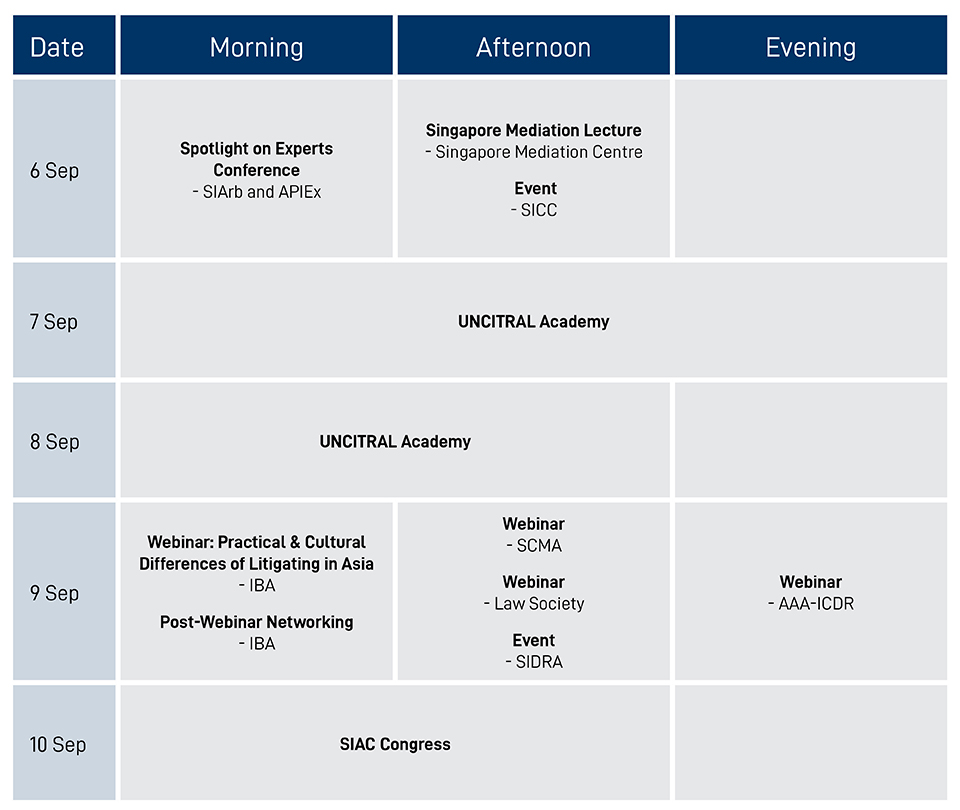 Date
Morning
Afternoon
Evening
6 Sep
Spotlight on Experts
Conference
- SIArb and APIEx
Singapore Mediation Lecture
- Singapore Mediation Centre
Event
- SICC
7 Sep
UNCITRAL Academy
8 Sep
UNCITRAL Academy
9 Sep
Webinar: Practical & Cultural
Differences of Litigating in Asia
- IBA
Post-Webinar Networking
- IBA
Webinar
- SCMA
Webinar
- Law Society
Event
- SIDRA
Webinar
- AAA-ICDR
10 Sep
SIAC Congress